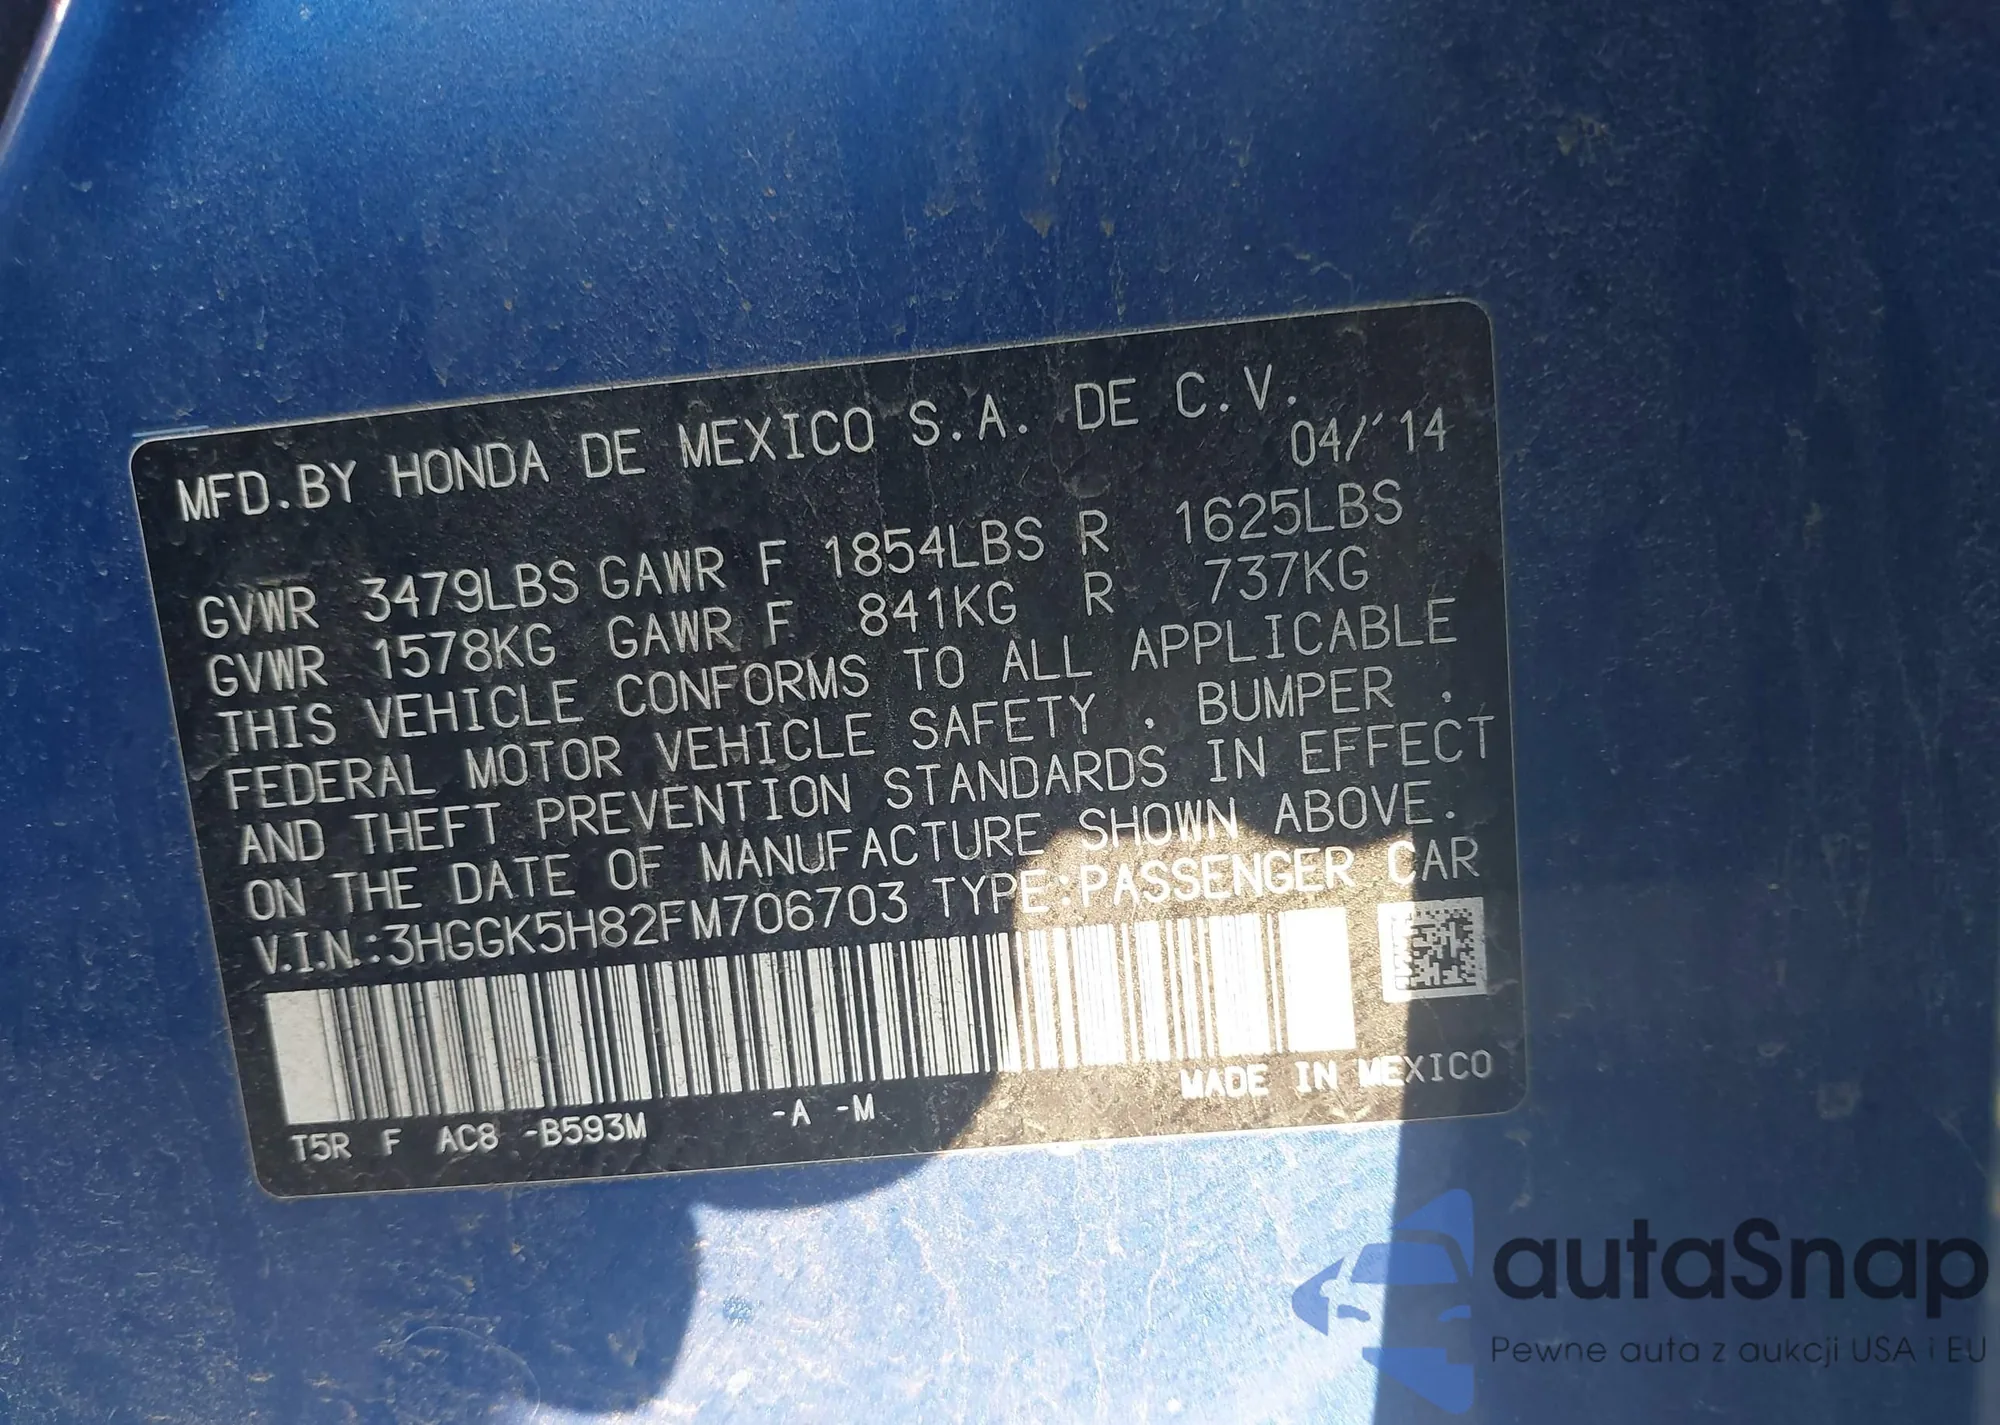 MFD.BY HONDA DE MEXICO S.A. DE C.V.
04/'14
GVWR 3479LBS GAWR F 1854LBS R 1625LBS
GVWR 1578KG GAWR F 841KG R 737KG
THIS VEHICLE CONFORMS TO ALL APPLICABLE
FEDERAL MOTOR VEHICLE SAFETY , BUMPER ,
AND THEFT PREVENTION STANDARDS IN EFFECT
ON THE DATE OF MANUFACTURE SHOWN ABOVE.
V.I.N.:3HGGK5H82FM706703 TYPE:PASSENGER CAR
MADE IN MEXICO
T5R F AC8 -B593M -A -M
autaSnap
Pewne auta z aukcji USA i EU